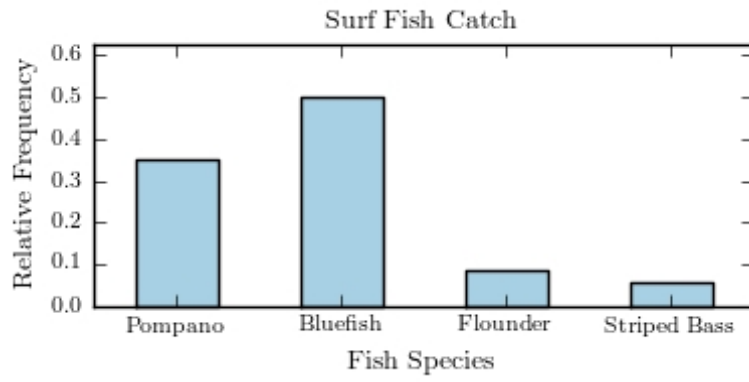 Surf Fish Catch
Relative Frequency
0.6
0.5
0.4
0.3
0.2
0.1
0.0
Pompano Bluefish Flounder Striped Bass
Fish Species